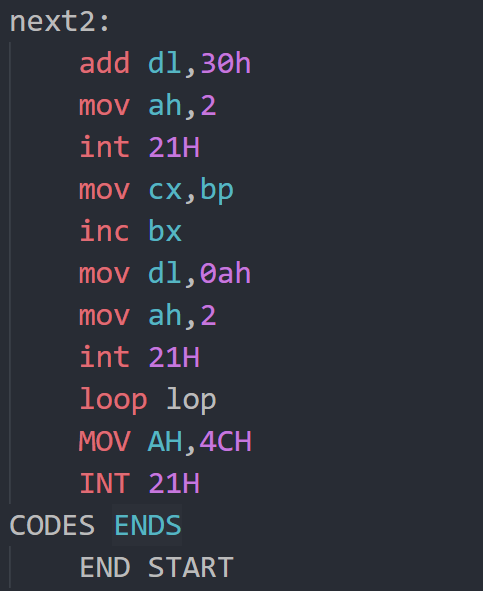 next2:
add dl,30h
mov ah,2
int 21H
mov cx,bp
inc bx
mov dl,0ah
mov ah,2
int 21H
loop lop
MOV AH,4CH
INT 21H
CODES ENDS
END START